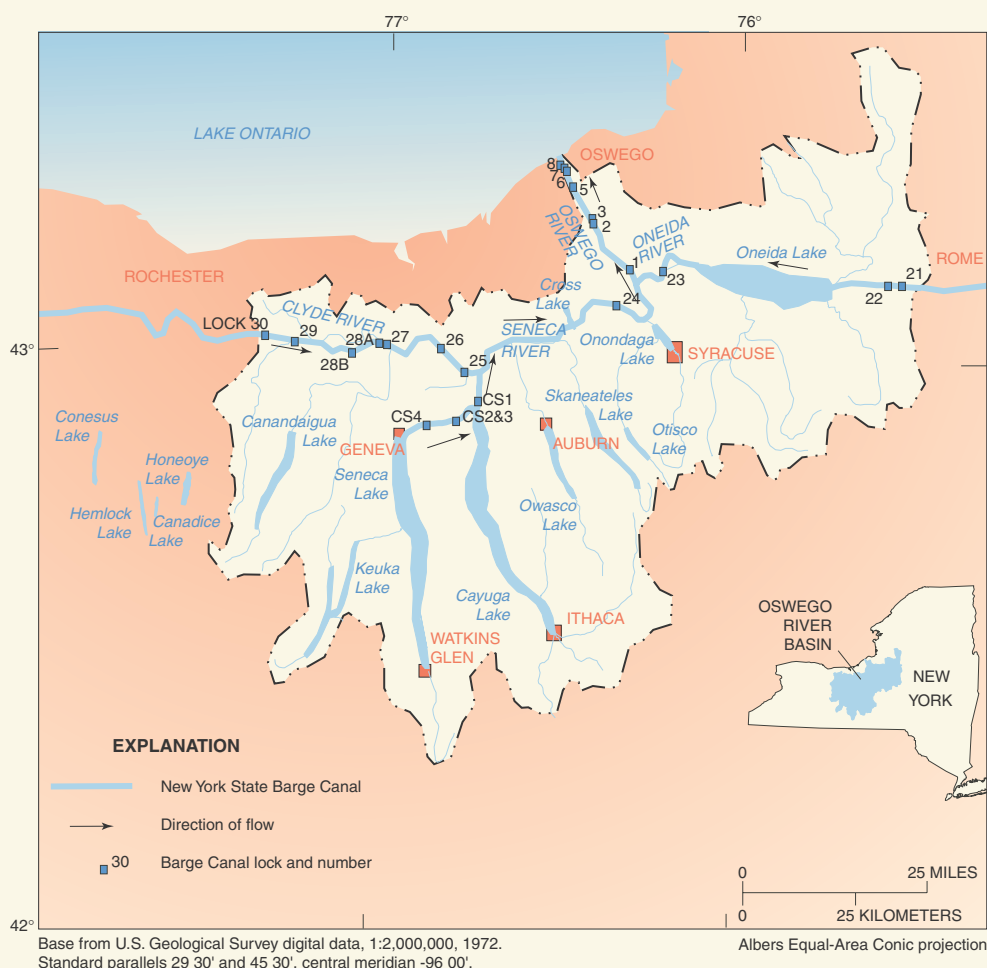 77°
76°
LAKE ONTARIO
OSWEGO
8
7
6
5
3
2
OSWEGO
RIVER
ONEIDA
RIVER
1
23
Oneida Lake
21
22
ROME
ROCHESTER
Cross
Lake
24
CLYDE RIVER
LOCK 30
29
28A
27
28B
26
25
SENECA
RIVER
Onondaga
Lake
SYRACUSE
43°
CS1
CS4
CS2&3
GENEVA
Skaneateles
Lake
AUBURN
Otisco
Lake
Conesus
Lake
Canandaigua
Lake
Honeoye
Lake
Seneca
Lake
Hemlock
Lake
Canadice
Lake
Owasco
Lake
Keuka
Lake
Cayuga
Lake
ITHACA
WATKINS
GLEN
OSWEGO
RIVER
BASIN
NEW
YORK
EXPLANATION
New York State Barge Canal
Direction of flow
30 Barge Canal lock and number
0 25 MILES
0 25 KILOMETERS
42°
Base from U.S. Geological Survey digital data, 1:2,000,000, 1972.
Standard parallels 29 30' and 45 30', central meridian -96 00'.
Albers Equal-Area Conic projection